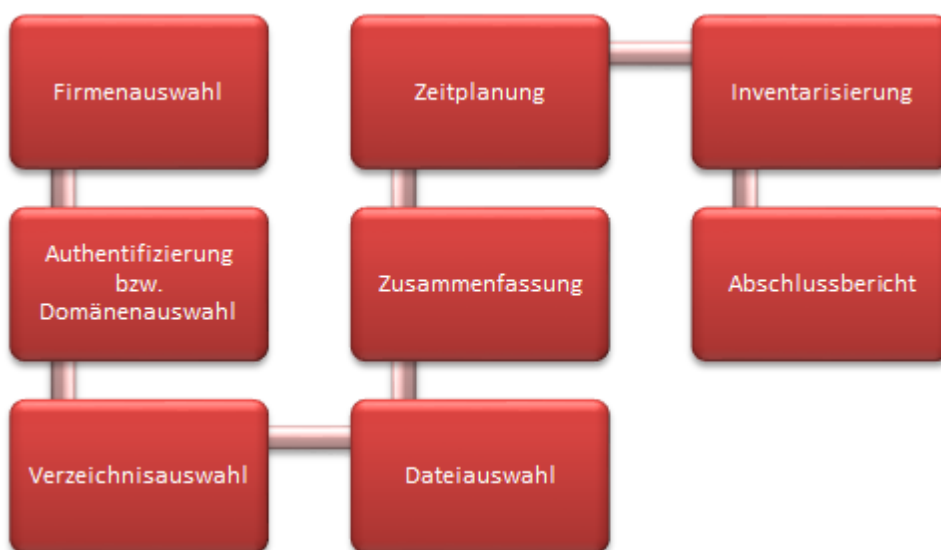 Firmenauswahl
Authentifizierung
bzw.
Domänenauswahl
Verzeichnisauswahl
Dateiauswahl
Zusammenfassung
Zeitplanung
Inventarisierung
Abschlussbericht